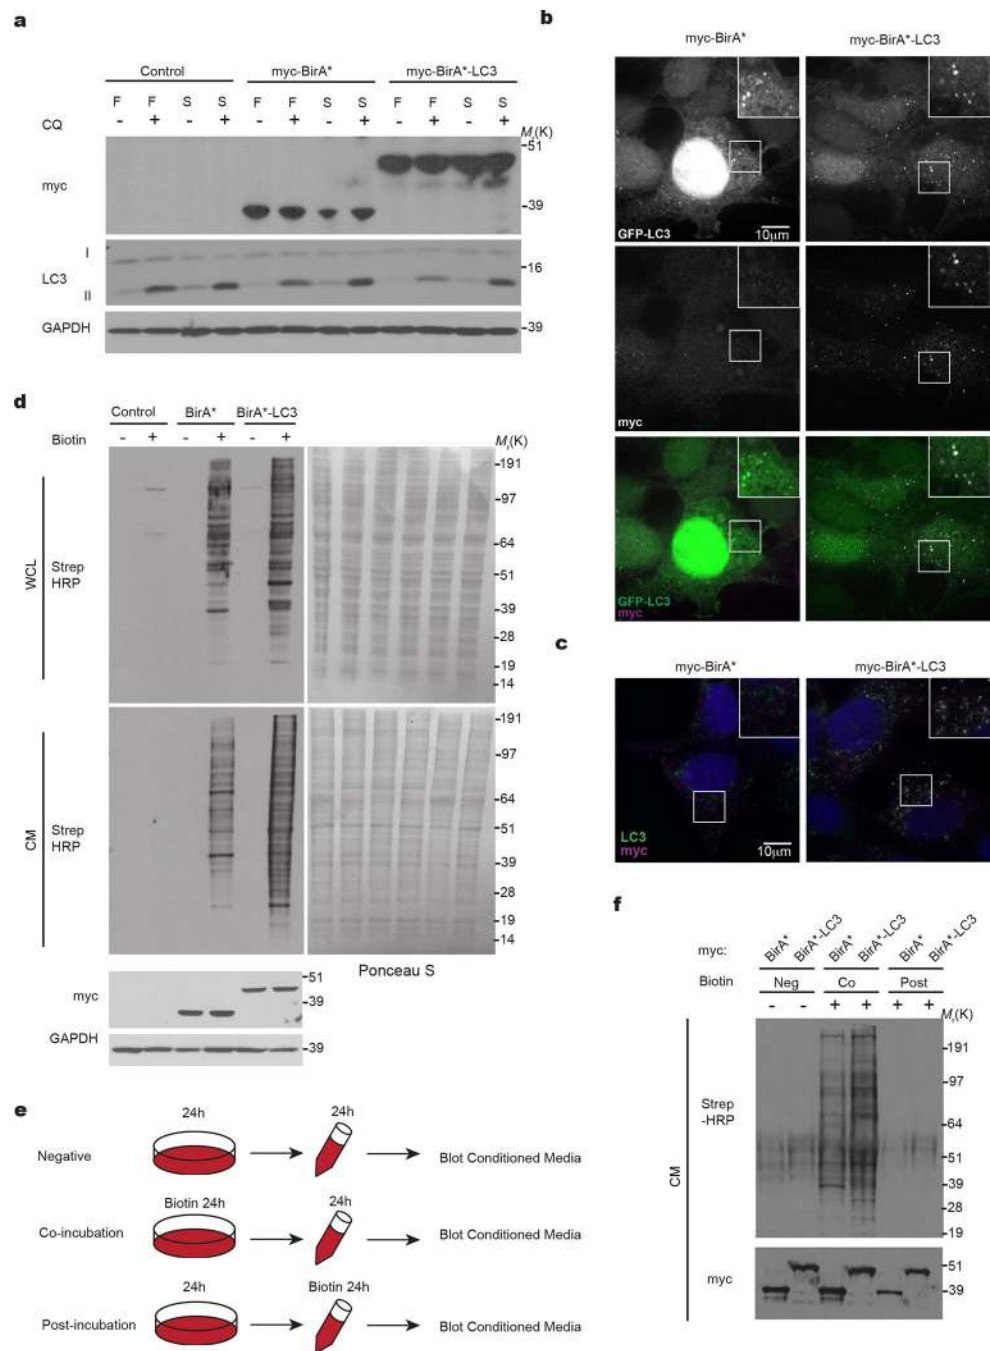 a
Control myc-BirA* myc-BirA*-LC3
F F S S F F S S F F S S
CQ - + - + - + - + - + - + Mr(K)
51
myc
39
I
16
LC3
II
GAPDH
39
b
myc-BirA* myc-BirA*-LC3
GFP-LC3
10μm
myc
GFP-LC3
myc
c
myc-BirA* myc-BirA*-LC3
LC3
myc
10μm
d
Control BirA* BirA*-LC3
Biotin - + - + - + Mr(K)
191
97
64
WCL
Strep
HRP
51
39
28
19
14
191
97
64
CM
Strep
HRP
51
39
28
19
14
Ponceau S
myc
51
39
GAPDH
39
e
24h 24h
Negative Blot Conditioned Media
Biotin 24h 24h
Co-incubation Blot Conditioned Media
24h Biotin 24h
Post-incubation Blot Conditioned Media
f
myc: BirA* BirA*-LC3 BirA* BirA*-LC3 BirA* BirA*-LC3
Biotin Neg Co Post
- - + + + + Mr(K)
191
97
Strep
-HRP
64
51
39
28
19
CM
myc
51
39